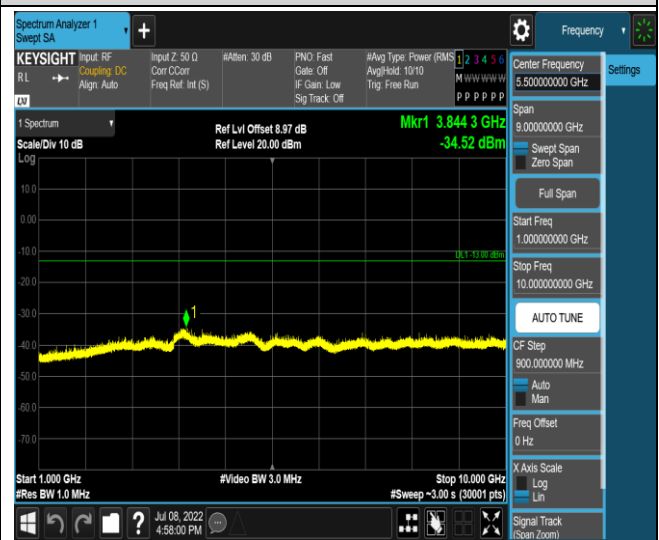 Spectrum Analyzer 1
Swept SA
+
Frequency
KEYSIGHT
RL
LXI
Input: RF
Coupling: DC
Align: Auto
Input Z: 50 Ω
Corr CCorr
Freq Ref: Int (S)
#Atten: 30 dB
PNO: Fast
Gate: Off
IF Gain: Low
Sig Track: Off
#Avg Type: Power (RMS
Avg|Hold: 10/10
Trig: Free Run
1 2 3 4 5 6
M W W W W W
P P P P P P
Center Frequency
5.500000000 GHz
Settings
1 Spectrum
Scale/Div 10 dB
Ref Lvl Offset 8.97 dB
Ref Level 20.00 dBm
Mkr1 3.844 3 GHz
-34.52 dBm
Log
10.0
0.00
-10.0
DL1 -13.00 dBm
-20.0
-30.0
1
-40.0
-50.0
-60.0
-70.0
Start 1.000 GHz
#Res BW 1.0 MHz
#Video BW 3.0 MHz
Stop 10.000 GHz
#Sweep ~3.00 s (30001 pts)
Span
9.00000000 GHz
Swept Span
Zero Span
Full Span
Start Freq
1.000000000 GHz
Stop Freq
10.000000000 GHz
AUTO TUNE
CF Step
900.000000 MHz
Auto
Man
Freq Offset
0 Hz
X Axis Scale
Log
Lin
Signal Track
(Span Zoom)
?
Jul 08, 2022
4:58:00 PM